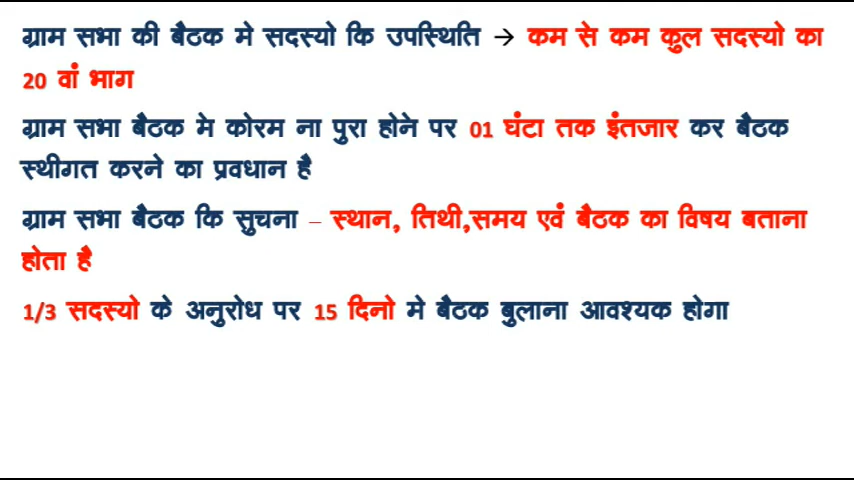 ग्राम सभा की बैठक मे सदस्यो कि उपस्थिति → कम से कम कुल सदस्यो का
20 वां भाग
ग्राम सभा बैठक मे कोरम ना पुरा होने पर 01 घंटा तक इंतजार कर बैठक
स्थीगत करने का प्रवधान है
ग्राम सभा बैठक कि सुचना – स्थान, तिथी,समय एवं बैठक का विषय बताना
होता है
1/3 सदस्यो के अनुरोध पर 15 दिनो मे बैठक बुलाना आवश्यक होगा